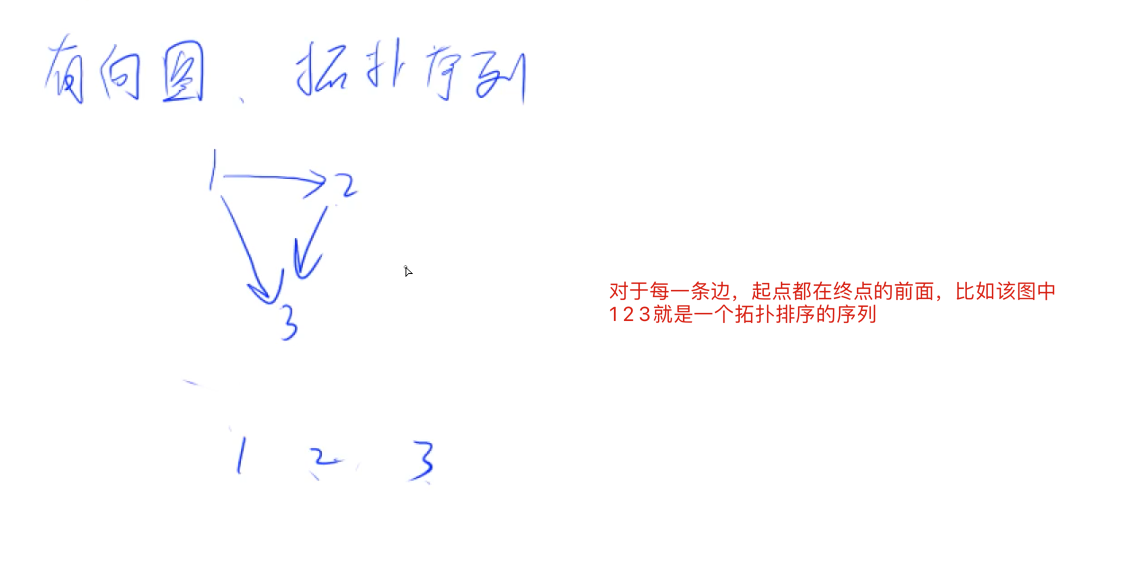 有向图、拓扑序列
1
2
3
对于每一条边，起点都在终点的前面，比如该图中
1 2 3就是一个拓扑排序的序列
1 2 3